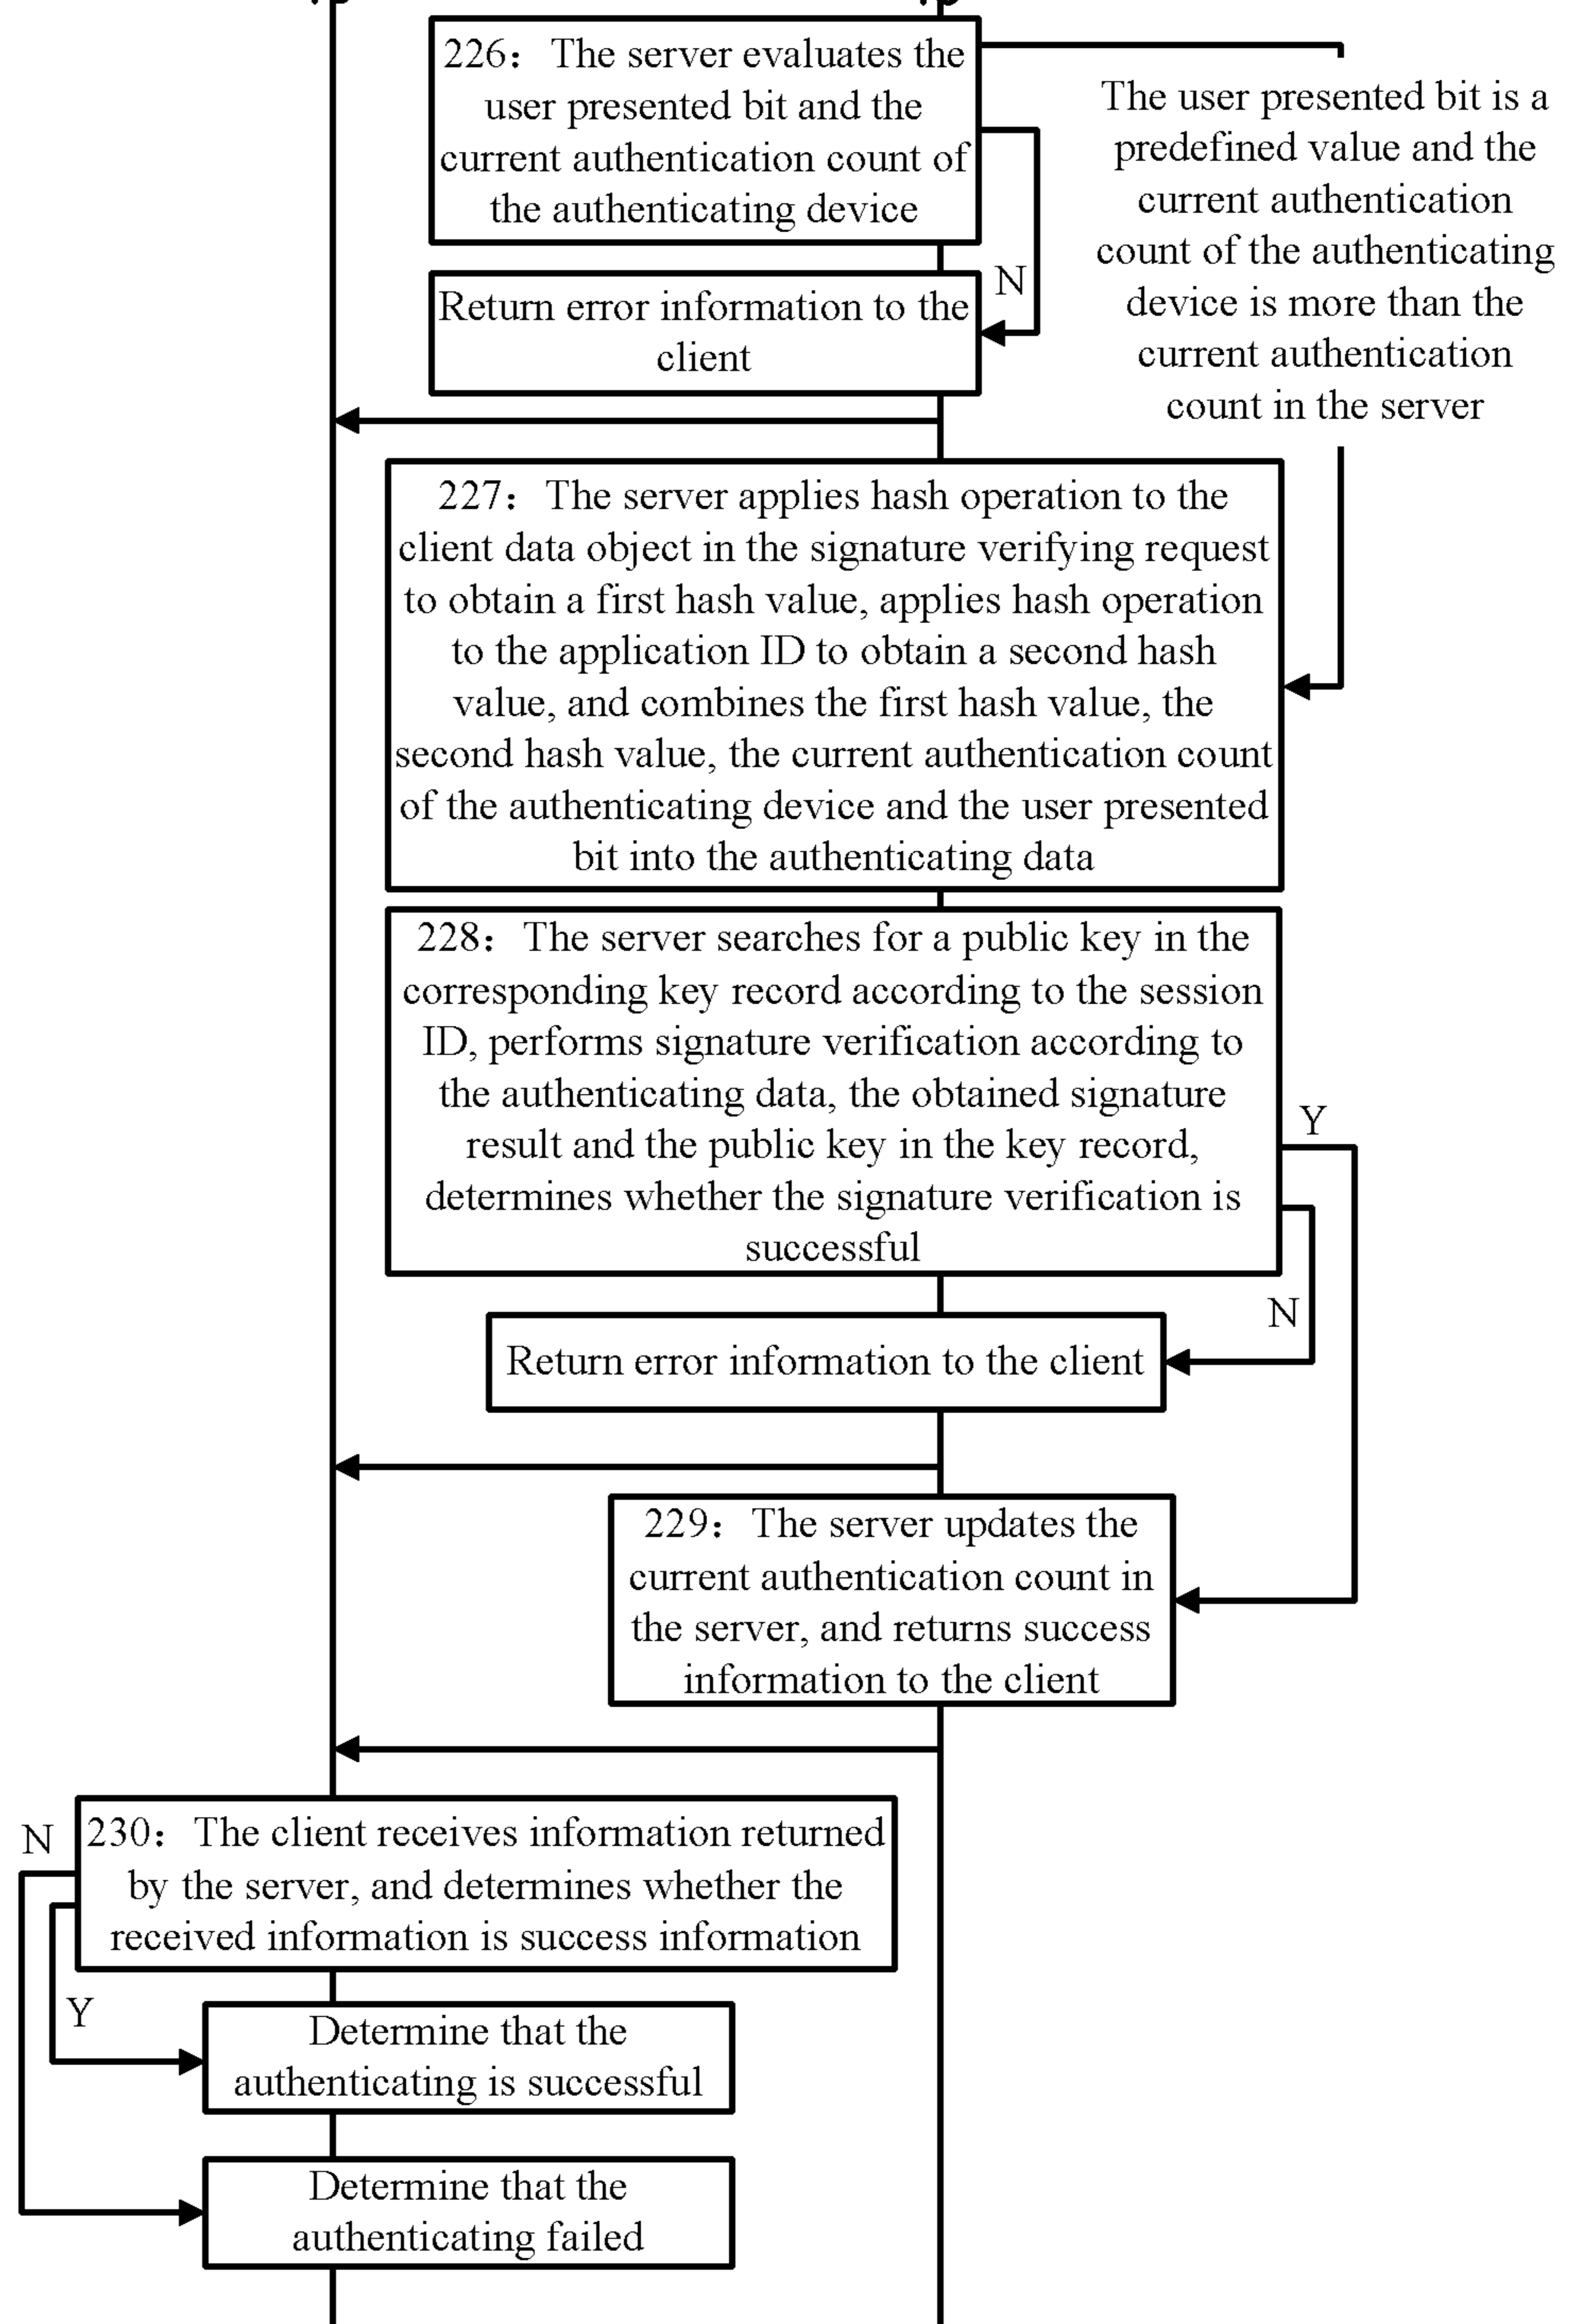 226： The server evaluates the
user presented bit and the
current authentication count of
the authenticating device
The user presented bit is a
predefined value and the
current authentication
count of the authenticating
device is more than the
current authentication
count in the server
N
Return error information to the
client
227： The server applies hash operation to the
client data object in the signature verifying request
to obtain a first hash value, applies hash operation
to the application ID to obtain a second hash
value, and combines the first hash value, the
second hash value, the current authentication count
of the authenticating device and the user presented
bit into the authenticating data
228： The server searches for a public key in the
corresponding key record according to the session
ID, performs signature verification according to
the authenticating data, the obtained signature
result and the public key in the key record,
determines whether the signature verification is
successful
Y
N
Return error information to the client
229： The server updates the
current authentication count in
the server, and returns success
information to the client
N
230： The client receives information returned
by the server, and determines whether the
received information is success information
Y
Determine that the
authenticating is successful
Determine that the
authenticating failed